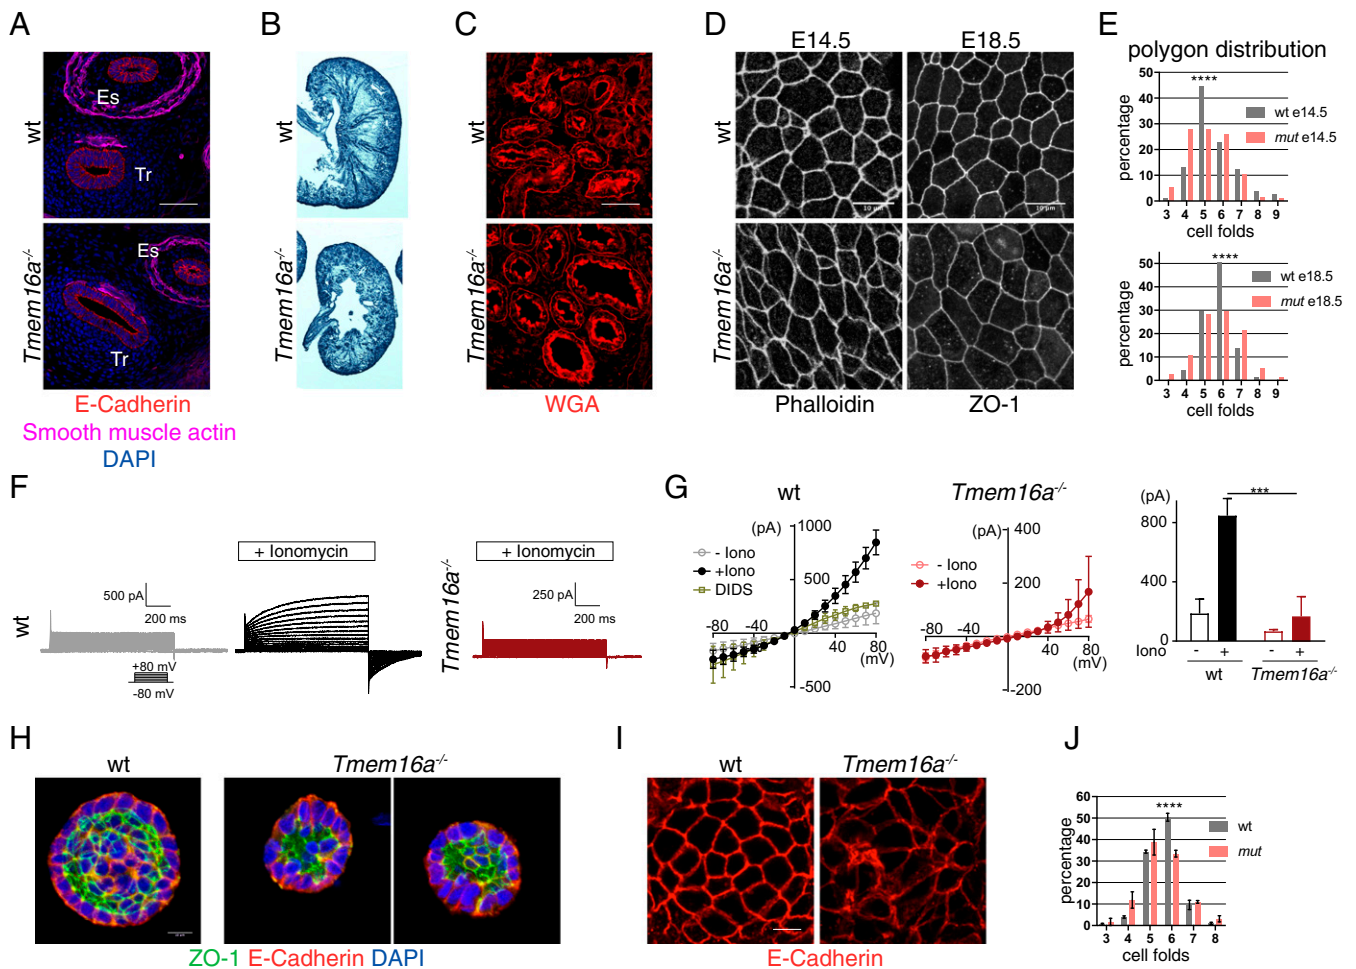 A
wt
Es
Tr
Tmem16a-/-
Es
Tr
E-Cadherin
Smooth muscle actin
DAPI
B
wt
Tmem16a-/-
C
wt
Tmem16a-/-
WGA
D
E14.5
E18.5
wt
10 µm
10 µm
Tmem16a-/-
Phalloidin
ZO-1
E
polygon distribution
50
40
30
20
10
0
percentage
****
wt e14.5
mut e14.5
3 4 5 6 7 8 9
cell folds
50
40
30
20
10
0
percentage
****
wt e18.5
mut e18.5
3 4 5 6 7 8 9
cell folds
F
wt
500 pA
200 ms
+80 mV
-80 mV
+ Ionomycin
Tmem16a-/-
+ Ionomycin
250 pA
200 ms
G
wt
(pA)
1000
500
-500
- Iono
+Iono
DIDS
-80 -40
40 80
(mV)
Tmem16a-/-
(pA)
400
200
-200
- Iono
+Iono
-80 -40
40 80
(mV)
(pA)
800
400
0
***
Iono - + - +
wt
Tmem16a-/-
H
wt
Tmem16a-/-
ZO-1 E-Cadherin DAPI
I
wt
Tmem16a-/-
E-Cadherin
J
60
50
40
30
20
10
0
percentage
****
wt
mut
3 4 5 6 7 8
cell folds